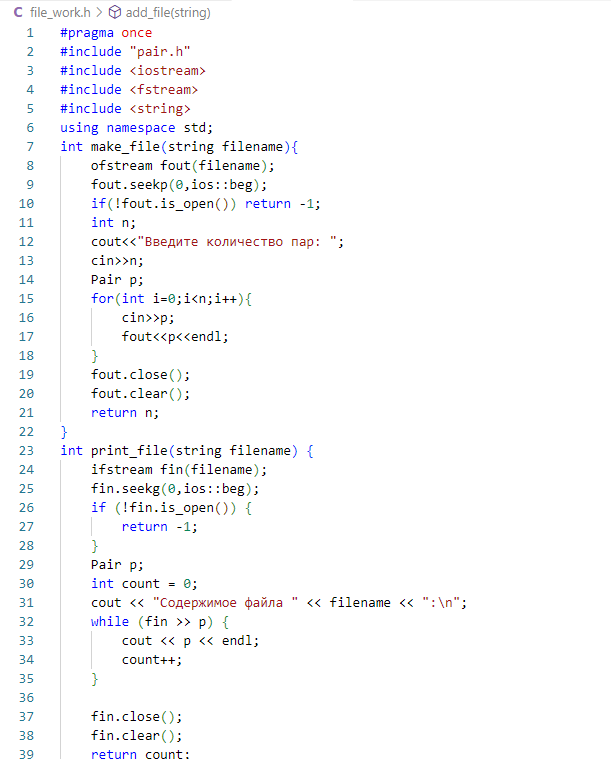 C file_work.h > add_file(string)
1 #pragma once
2 #include "pair.h"
3 #include <iostream>
4 #include <fstream>
5 #include <string>
6 using namespace std;
7 int make_file(string filename){
8     ofstream fout(filename);
9     fout.seekp(0,ios::beg);
10     if(!fout.is_open()) return -1;
11     int n;
12     cout<<"Введите количество пар: ";
13     cin>>n;
14     Pair p;
15     for(int i=0;i<n;i++){
16         cin>>p;
17         fout<<p<<endl;
18     }
19     fout.close();
20     fout.clear();
21     return n;
22 }
23 int print_file(string filename) {
24     ifstream fin(filename);
25     fin.seekg(0,ios::beg);
26     if (!fin.is_open()) {
27         return -1;
28     }
29     Pair p;
30     int count = 0;
31     cout << "Содержимое файла " << filename << ":\n";
32     while (fin >> p) {
33         cout << p << endl;
34         count++;
35     }
36
37     fin.close();
38     fin.clear();
39     return count;